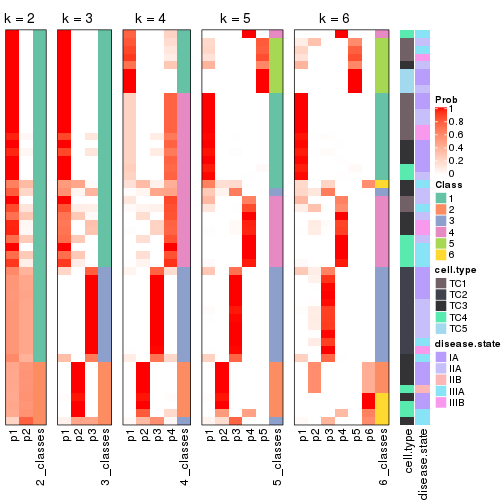 k = 2 k = 3 k = 4 k = 5 k = 6
Prob
1
0.8
0.6
0.4
0.2
0
Class
1
2
3
4
5
6
cell.type
TC1
TC2
TC3
TC4
TC5
disease.state
IA
IIA
IIB
IIIA
IIIB
p1
p2
2_classes
p1
p2
p3
3_classes
p1
p2
p3
p4
4_classes
p1
p2
p3
p4
p5
5_classes
p1
p2
p3
p4
p5
p6
6_classes
cell.type
disease.state